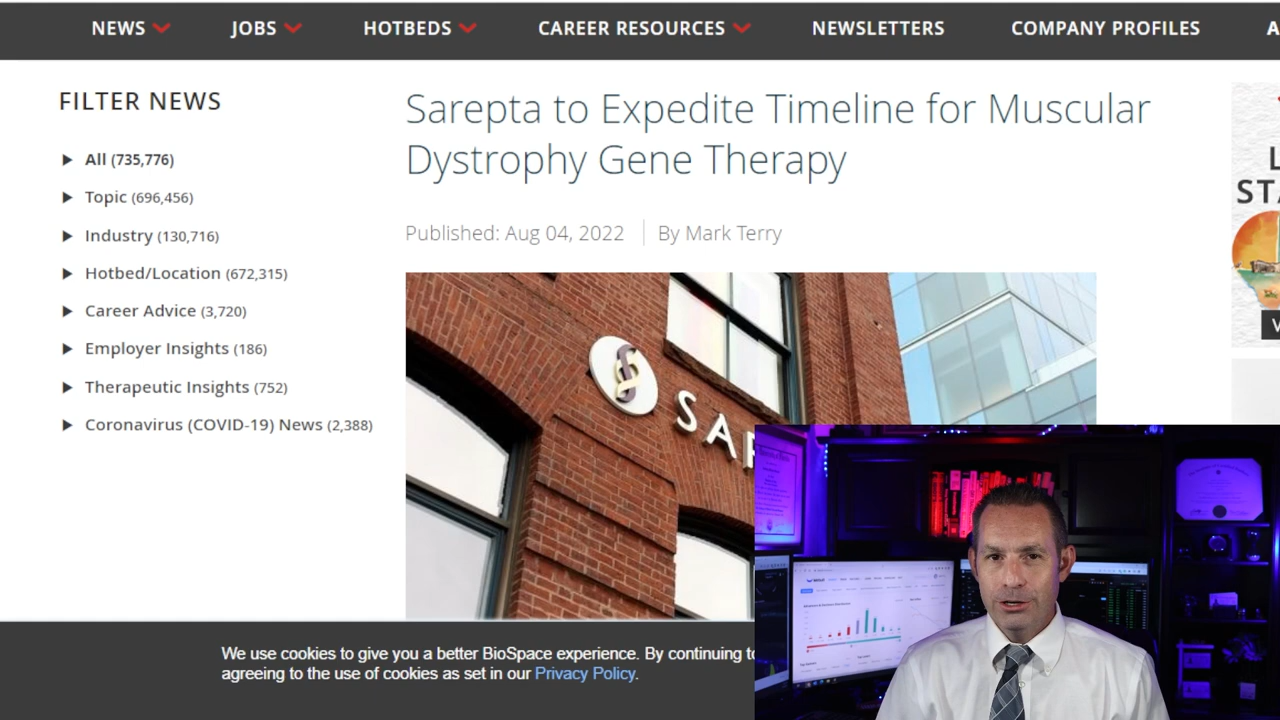 NEWS JOBS HOTBEDS CAREER RESOURCES NEWSLETTERS COMPANY PROFILES A
FILTER NEWS
All (735,776)
Topic (696,456)
Industry (130,716)
Hotbed/Location (672,315)
Career Advice (3,720)
Employer Insights (186)
Therapeutic Insights (752)
Coronavirus (COVID-19) News (2,388)
Sarepta to Expedite Timeline for Muscular
Dystrophy Gene Therapy
Published: Aug 04, 2022 By Mark Terry
SAR
L
STA
We use cookies to give you a better BioSpace experience. By continuing to
agreeing to the use of cookies as set in our Privacy Policy.